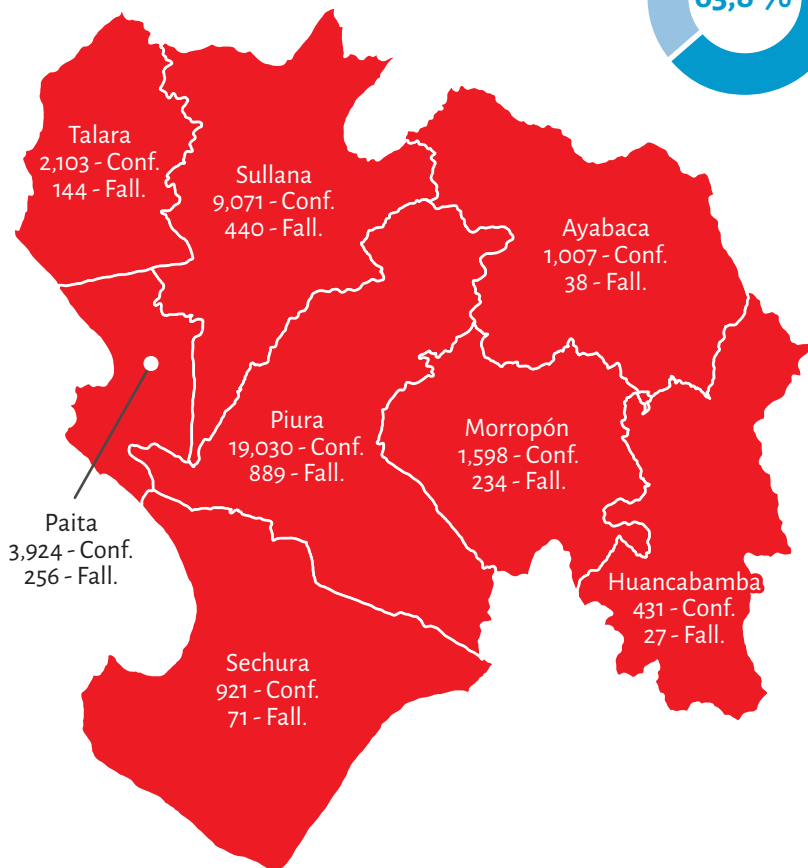 Talara
2,103 - Conf.
144 - Fall.
Sullana
9,071 - Conf.
440 - Fall.
Ayabaca
1,007 - Conf.
38 - Fall.
Piura
19,030 - Conf.
889 - Fall.
Morropón
1,598 - Conf.
234 - Fall.
Paita
3,924 - Conf.
256 - Fall.
Huancabamba
431 - Conf.
27 - Fall.
Sechura
921 - Conf.
71 - Fall.